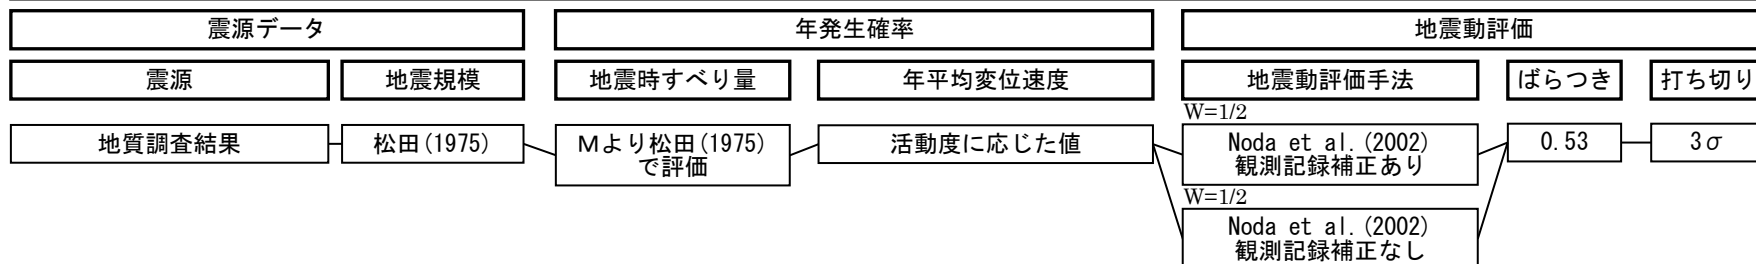 震源データ
年発生確率
地震動評価
震源
地震規模
地震時すべり量
年平均変位速度
地震動評価手法
ばらつき
打ち切り
地質調査結果
松田(1975)
Mより松田(1975)
で評価
活動度に応じた値
W=1/2
Noda et al.(2002)
観測記録補正あり
0.53
3σ
W=1/2
Noda et al.(2002)
観測記録補正なし